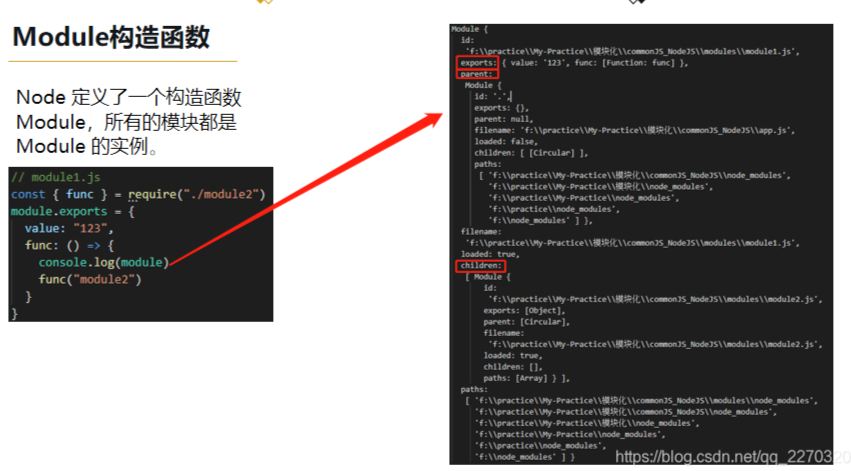 Module构造函数
Node 定义了一个构造函数
Module，所有的模块都是
Module 的实例。
// module1.js
const { func } = require("./module2")
module.exports = {
value: "123",
func: () => {
console.log(module)
func("module2")
}
}
Module {
id:
'f:\\practice\\My-Practice\\模块化\\commonJS_NodeJS\\modules\\module1.js',
exports: { value: '123', func: [Function: func] },
parent:
Module {
id: '.',
exports: {},
parent: null,
filename: 'f:\\practice\\My-Practice\\模块化\\commonJS_NodeJS\\app.js',
loaded: false,
children: [ [Circular] ],
paths:
[ 'f:\\practice\\My-Practice\\模块化\\commonJS_NodeJS\\node_modules',
'f:\\practice\\My-Practice\\模块化\\node_modules',
'f:\\practice\\My-Practice\\node_modules',
'f:\\practice\\node_modules',
'f:\\node_modules' ] },
filename:
'f:\\practice\\My-Practice\\模块化\\commonJS_NodeJS\\modules\\module1.js',
loaded: true,
children:
[ Module {
id:
'f:\\practice\\My-Practice\\模块化\\commonJS_NodeJS\\modules\\module2.js',
exports: [Object],
parent: [Circular],
filename:
'f:\\practice\\My-Practice\\模块化\\commonJS_NodeJS\\modules\\module2.js',
loaded: true,
children: [],
paths: [Array] } ],
paths:
[ 'f:\\practice\\My-Practice\\模块化\\commonJS_NodeJS\\modules\\node_modules',
'f:\\practice\\My-Practice\\模块化\\commonJS_NodeJS\\node_modules',
'f:\\practice\\My-Practice\\模块化\\node_modules',
'f:\\practice\\My-Practice\\node_modules',
'f:\\practice\\node_modules',
'f:\\node_modules' ] }
https://blog.csdn.net/qq_2270320